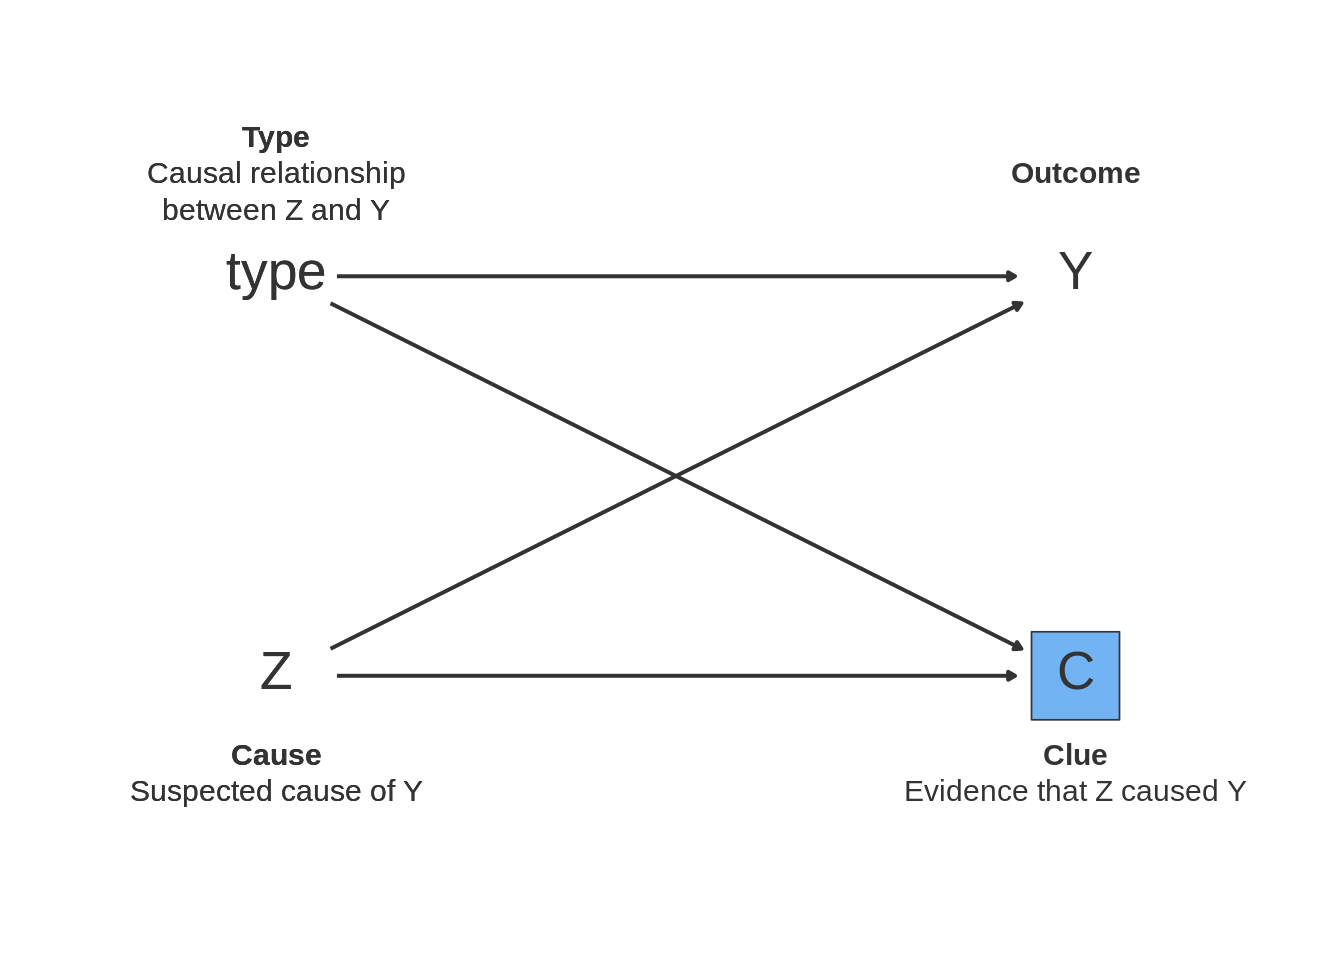 Type
Causal relationship
between Z and Y
type
Outcome
Y
Z
Cause
Suspected cause of Y
C
Clue
Evidence that Z caused Y